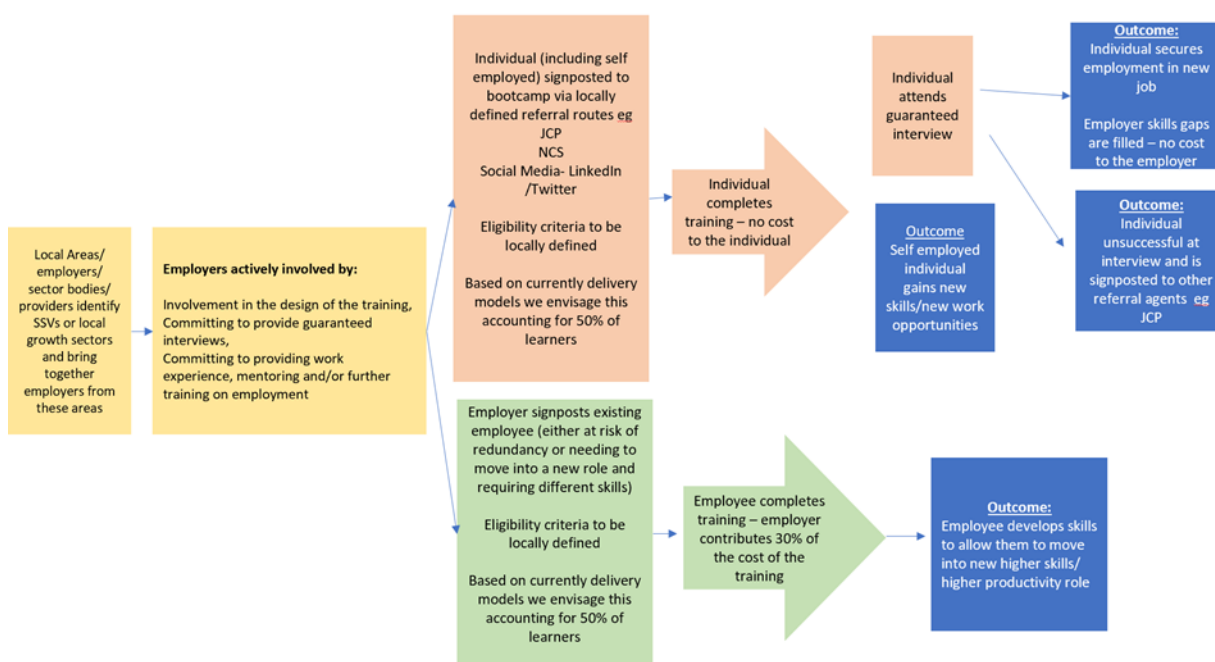 Local Areas/
employers/
sector bodies/
providers identify
SSVs or local
growth sectors
and bring
together
employers from
these areas
Employers actively involved by:
Involvement in the design of the training,
Committing to provide guaranteed
interviews,
Committing to providing work
experience, mentoring and/or further
training on employment
Individual (including self
employed) signposted to
bootcamp via locally
defined referral routes eg
JCP
NCS
Social Media- LinkedIn
/Twitter
Eligibility criteria to be
locally defined
Based on currently delivery
models we envisage this
accounting for 50% of
learners
Individual
completes
training – no cost
to the individual
Individual
attends
guaranteed
interview
Outcome:
Individual secures
employment in new
job
Employer skills gaps
are filled – no cost
to the employer
Outcome
Self employed
individual
gains new
skills/new work
opportunities
Outcome:
Individual
unsuccessful at
interview and is
signposted to other
referral agents eg
JCP
Employer signposts existing
employee (either at risk of
redundancy or needing to
move into a new role and
requiring different skills)
Eligibility criteria to be
locally defined
Based on currently delivery
models we envisage this
accounting for 50% of
learners
Employee completes
training – employer
contributes 30% of
the cost of the
training
Outcome:
Employee develops skills
to allow them to move
into new higher skills/
higher productivity role